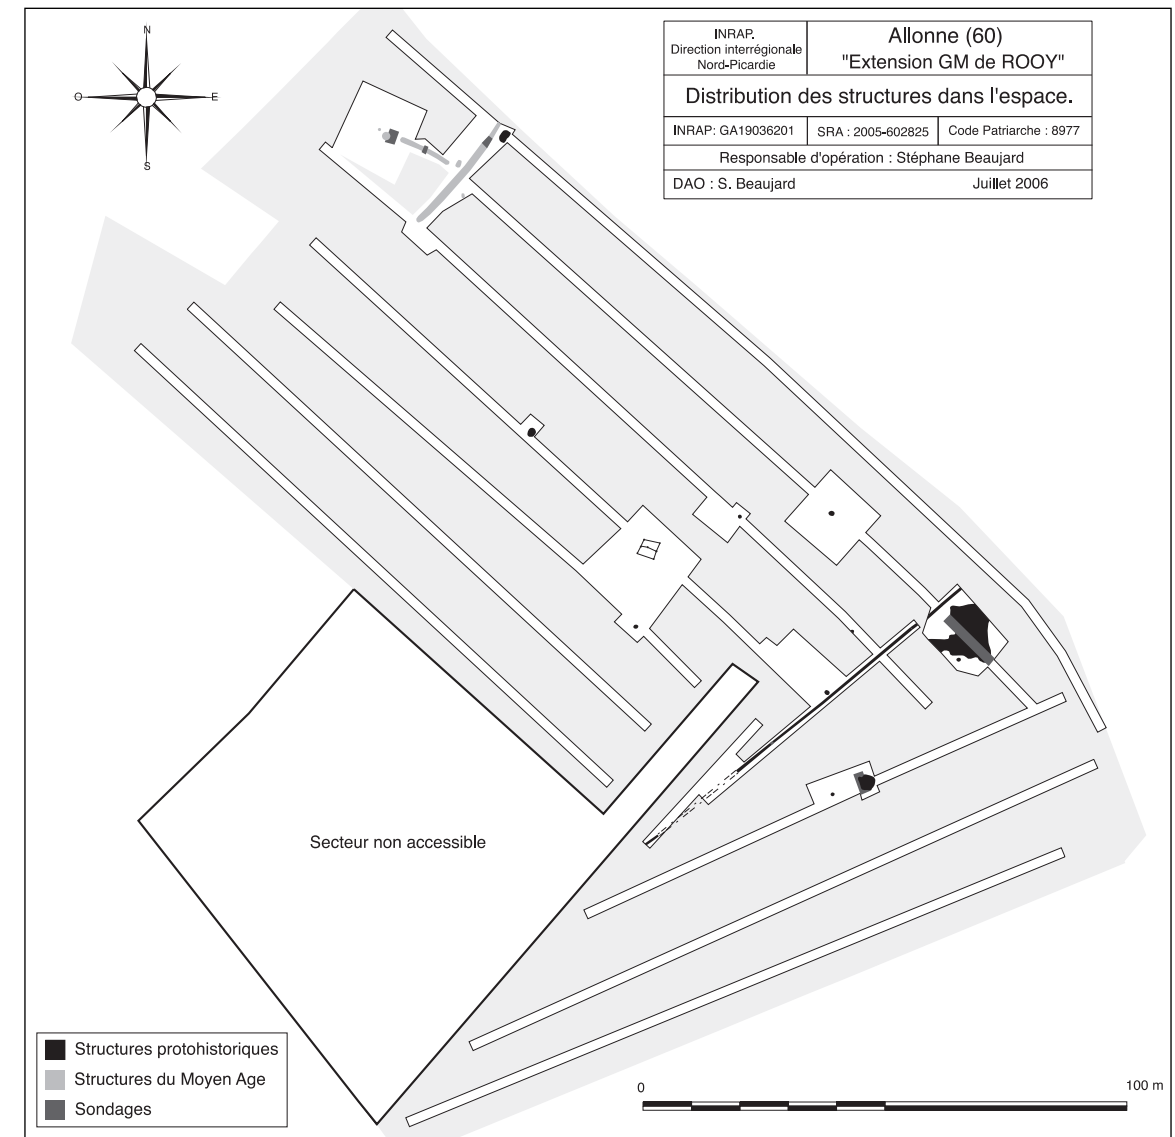 N
O
E
S
INRAP.
Direction interrégionale
Nord-Picardie
Allonne (60)
"Extension GM de ROOY"
Distribution des structures dans l'espace.
INRAP: GA19036201
SRA : 2005-602825
Code Patriarche : 8977
Responsable d'opération : Stéphane Beaujard
DAO : S. Beaujard
Juillet 2006
Secteur non accessible
Structures protohistoriques
Structures du Moyen Age
Sondages
0
100 m